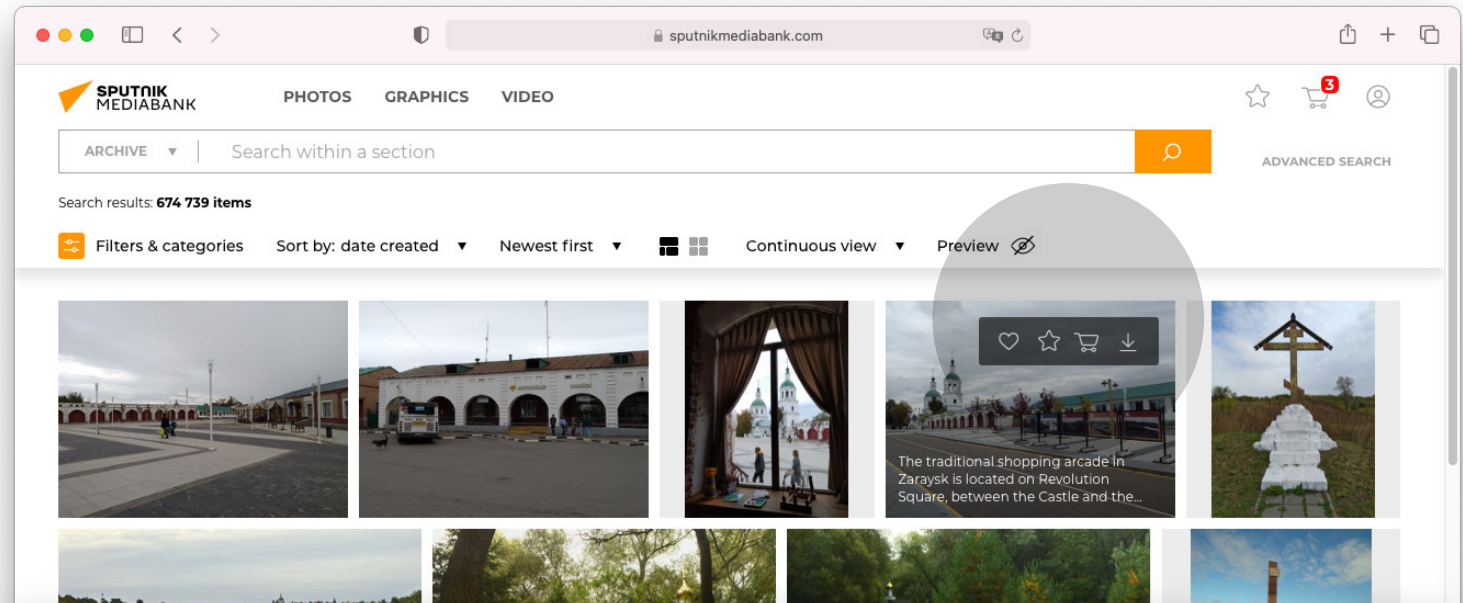 sputnikmediabank.com
SPUTNIK
MEDIABANK
PHOTOS GRAPHICS VIDEO
3
ARCHIVE ▼ Search within a section
ADVANCED SEARCH
Search results: 674 739 items
Filters & categories Sort by: date created ▼ Newest first ▼ Continuous view ▼ Preview
The traditional shopping arcade in
Zaraysk is located on Revolution
Square, between the Castle and the...